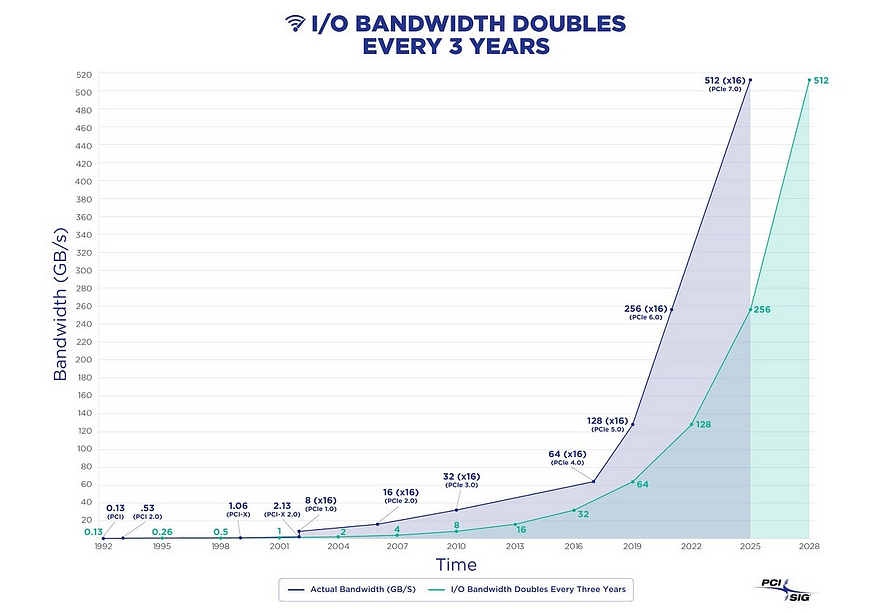 I/O BANDWIDTH DOUBLES
EVERY 3 YEARS
Bandwidth (GB/s)
520
500
480
460
440
420
400
380
360
340
320
300
280
260
240
220
200
180
160
140
120
100
80
60
40
20
512 (x16)
(PCIe 7.0)
512
256 (x16)
(PCIe 6.0)
256
128 (x16)
(PCIe 5.0)
128
64 (x16)
(PCIe 4.0)
64
32 (x16)
(PCIe 3.0)
32
16 (x16)
(PCIe 2.0)
16
8 (x16)
(PCIe 1.0)
8
2.13
(PCI-X 2.0)
1.06
(PCI-X)
.53
(PCI 2.0)
0.13
(PCI)
0.13
0.26
0.5
1
2
4
1992
1995
1998
2001
2004
2007
2010
2013
2016
2019
2022
2025
2028
Time
Actual Bandwidth (GB/S)
I/O Bandwidth Doubles Every Three Years
PCI
SIG